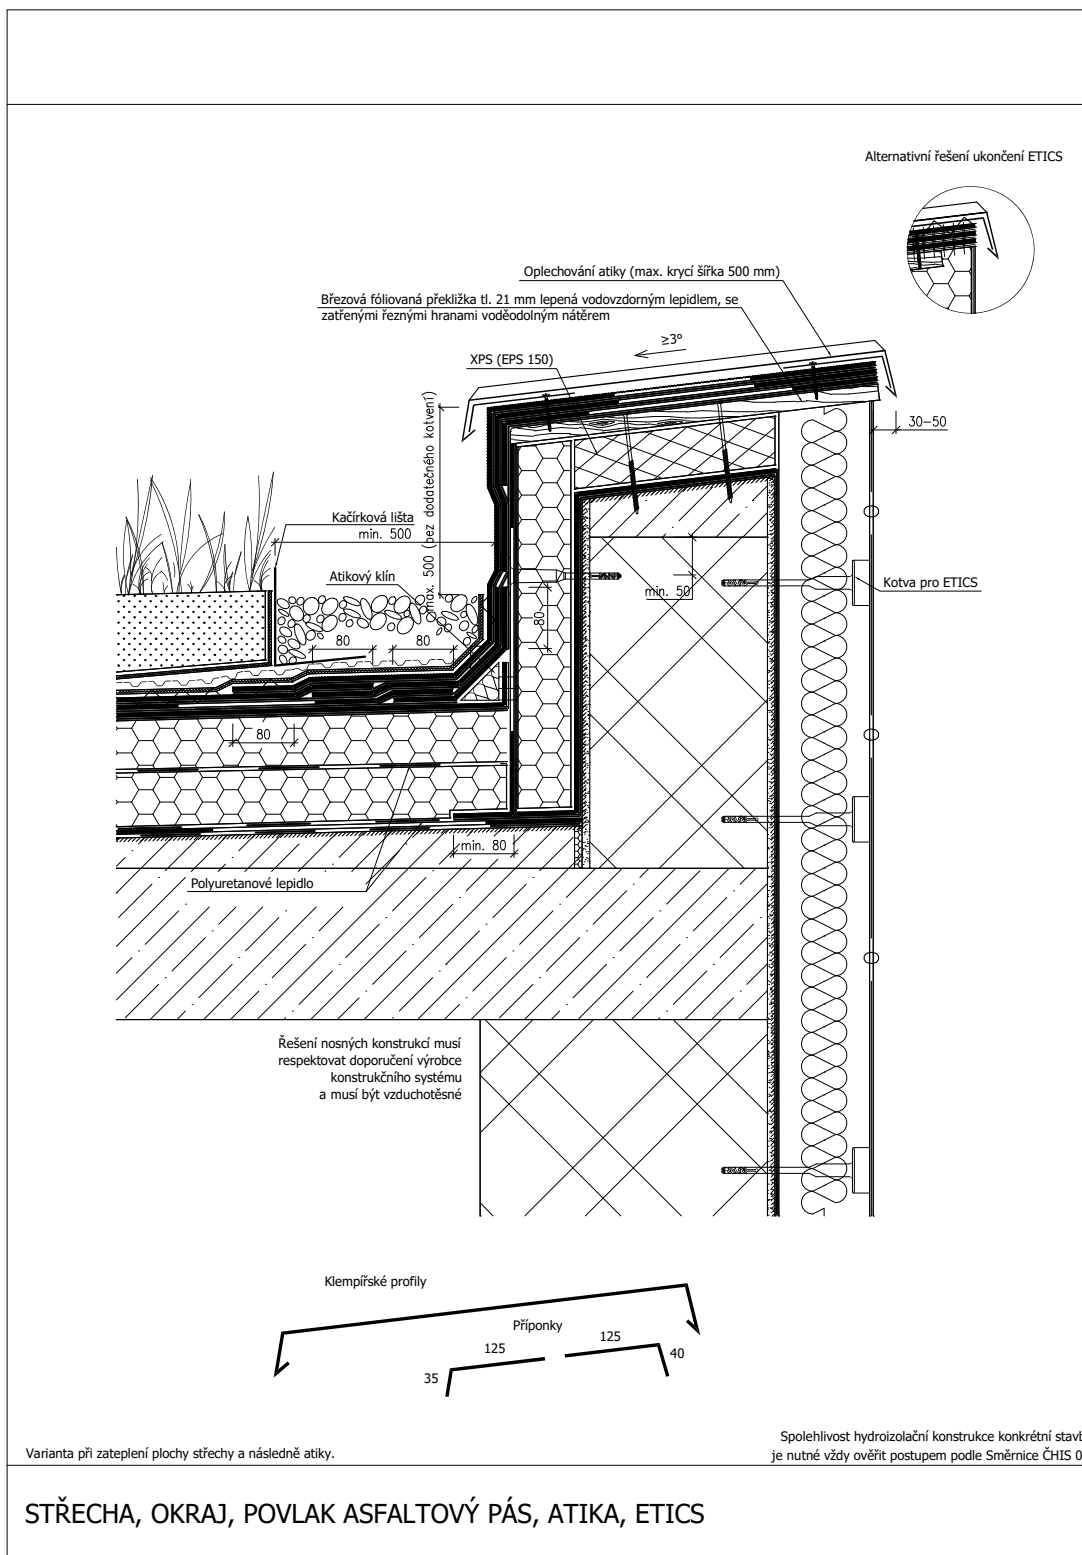 Alternativní řešení ukončení ETICS
Oplechování atiky (max. krycí šířka 500 mm)
Březová fóliovaná překližka tl. 21 mm lepená vodovzdorným lepidlem, se
zatřenými řeznými hranami voděodolným nátěrem
≥3°
XPS (EPS 150)
max. 500 (bez dodatečného kotvení)
30-50
Kačírková lišta
min. 500
Atikový klín
min. 50
Kotva pro ETICS
80
80
80
80
min. 80
Polyuretanové lepidlo
Řešení nosných konstrukcí musí
respektovat doporučení výrobce
konstrukčního systému
a musí být vzduchotěsné
Klempířské profily
Příponky
125
125
35
40
Varianta při zateplení plochy střechy a následně atiky.
Spolehlivost hydroizolační konstrukce konkrétní stavb
je nutné vždy ověřit postupem podle Směrnice ČHIS 0
STŘECHA, OKRAJ, POVLAK ASFALTOVÝ PÁS, ATIKA, ETICS